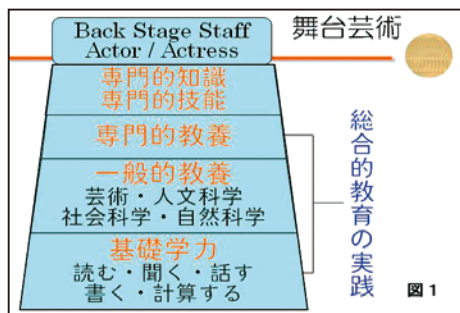 Back Stage Staff
Actor / Actress
舞台芸術
専門的知識
専門的技能
専門的教養
一般的教養
芸術・人文科学
社会科学・自然科学
基礎学力
読む・聞く・話す
書く・計算する
総合的教育の実践
図1